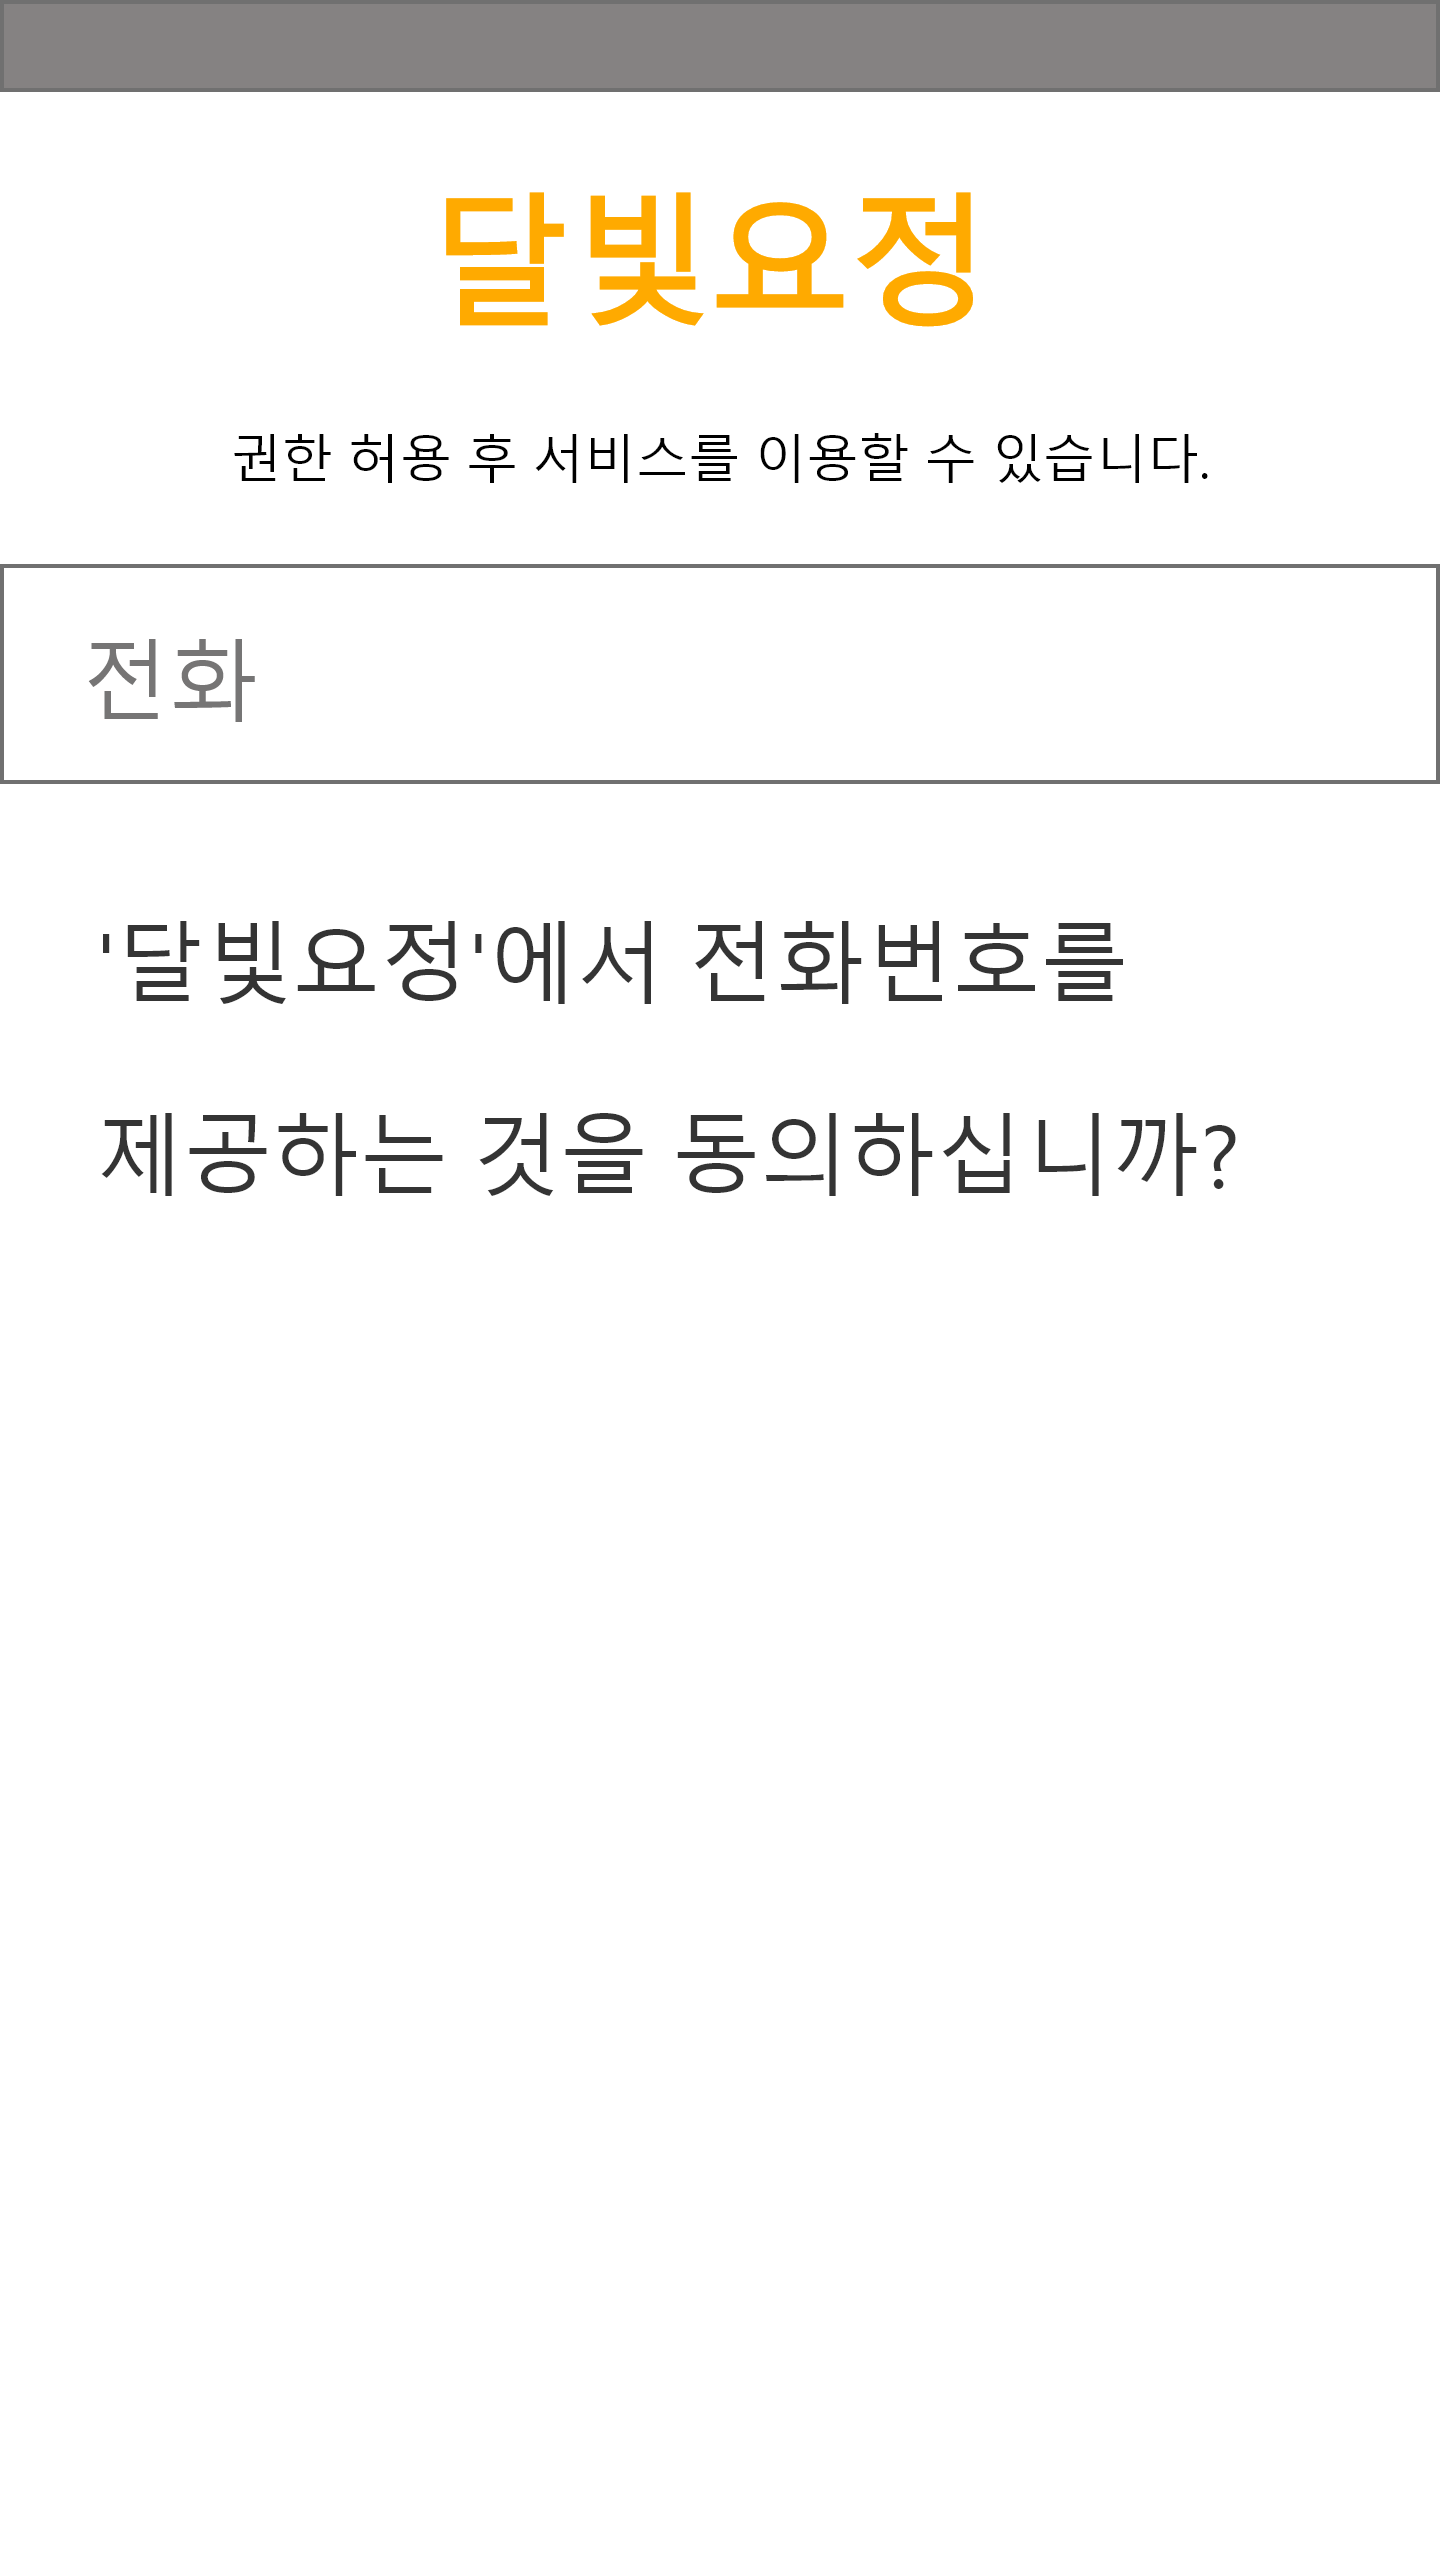 달빛요정
권한 허용 후 서비스를 이용할 수 있습니다.
전화
'달빛요정'에서 전화번호를
제공하는 것을 동의하십니까?